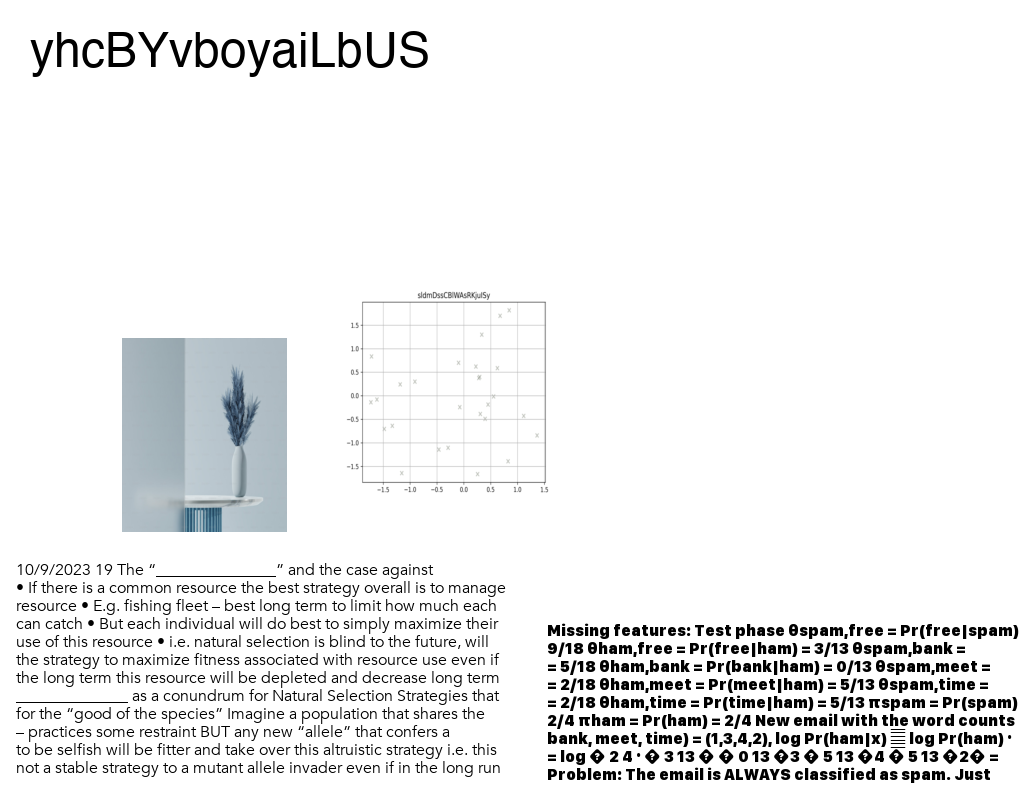 yhcBYvboyaiLbUS
sldmDssCBlWAsRKjulSy
1.5
1.0
0.5
0.0
−0.5
−1.0
−1.5
−1.5 −1.0 −0.5 0.0 0.5 1.0 1.5
10/9/2023 19 The “_______________” and the case against
• If there is a common resource the best strategy overall is to manage
resource • E.g. fishing fleet – best long term to limit how much each
can catch • But each individual will do best to simply maximize their
use of this resource • i.e. natural selection is blind to the future, will
the strategy to maximize fitness associated with resource use even if
the long term this resource will be depleted and decrease long term
______________ as a conundrum for Natural Selection Strategies that
for the “good of the species” Imagine a population that shares the
– practices some restraint BUT any new “allele” that confers a
to be selfish will be fitter and take over this altruistic strategy i.e. this
not a stable strategy to a mutant allele invader even if in the long run
Missing features: Test phase θspam,free = Pr(free|spam)
9/18 θham,free = Pr(free|ham) = 3/13 θspam,bank =
= 5/18 θham,bank = Pr(bank|ham) = 0/13 θspam,meet =
= 2/18 θham,meet = Pr(meet|ham) = 5/13 θspam,time =
= 2/18 θham,time = Pr(time|ham) = 5/13 πspam = Pr(spam)
2/4 πham = Pr(ham) = 2/4 New email with the word counts
bank, meet, time) = (1,3,4,2), log Pr(ham|x) log Pr(ham) ·
= log � 2 4 · � 3 13 � � 0 13 �3 � 5 13 �4 � 5 13 �2� =
Problem: The email is ALWAYS classified as spam. Just